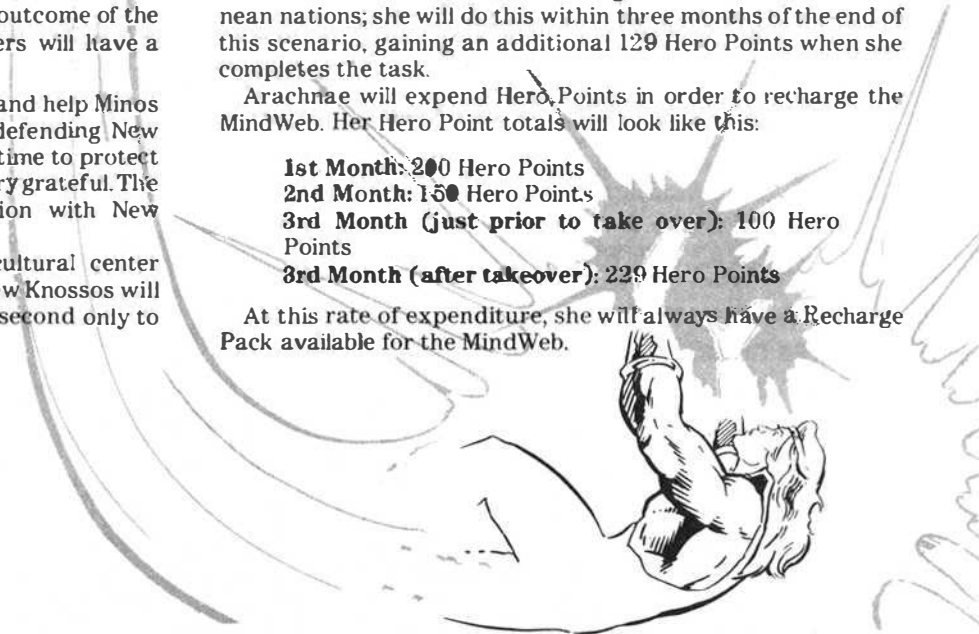 outcome of the
ers will have a
and help Minos
defending New
time to protect
ry grateful. The
ion with New
cultural center
w Knossos will
second only to
nean nations; she will do this within three months of the end of
this scenario, gaining an additional 129 Hero Points when she
completes the task.
Arachnae will expend Hero Points in order to recharge the
MindWeb. Her Hero Point totals will look like this:
1st Month: 200 Hero Points
2nd Month: 150 Hero Points
3rd Month (just prior to take over): 100 Hero
Points
3rd Month (after takeover): 229 Hero Points
At this rate of expenditure, she will always have a Recharge
Pack available for the MindWeb.